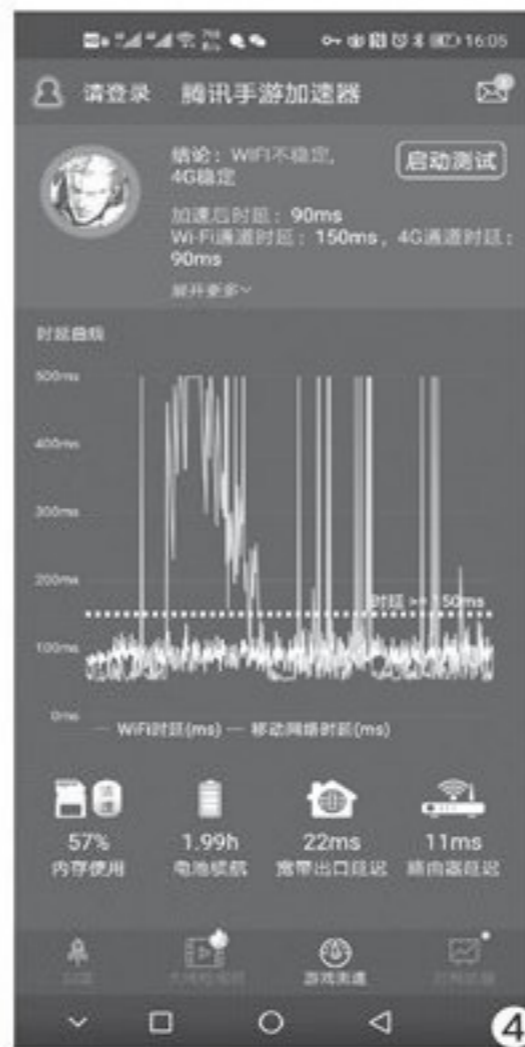 16:05
请登录 腾讯手游加速器
结论：WIFI不稳定，
4G稳定
启动测试
加速后时延：90ms
Wi-Fi通道时延：150ms，4G通道时延：
90ms
展开更多
时延曲线
500ms
400ms
300ms
200ms
时延 >= 150ms
100ms
0ms
WiFi时延(ms) 移动网络时延(ms)
57% 1.99h 22ms 11ms
内存使用 电池续航 宽带出口延迟 路由器延迟
游戏测速
4